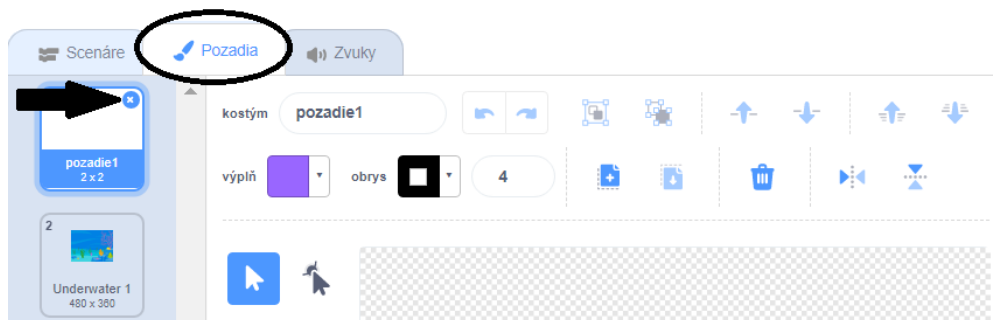 Scenáre
Pozadia
Zvuky
pozadie1
2 x 2
2
Underwater 1
480 x 360
kostým
pozadie1
výplň
obrys
4